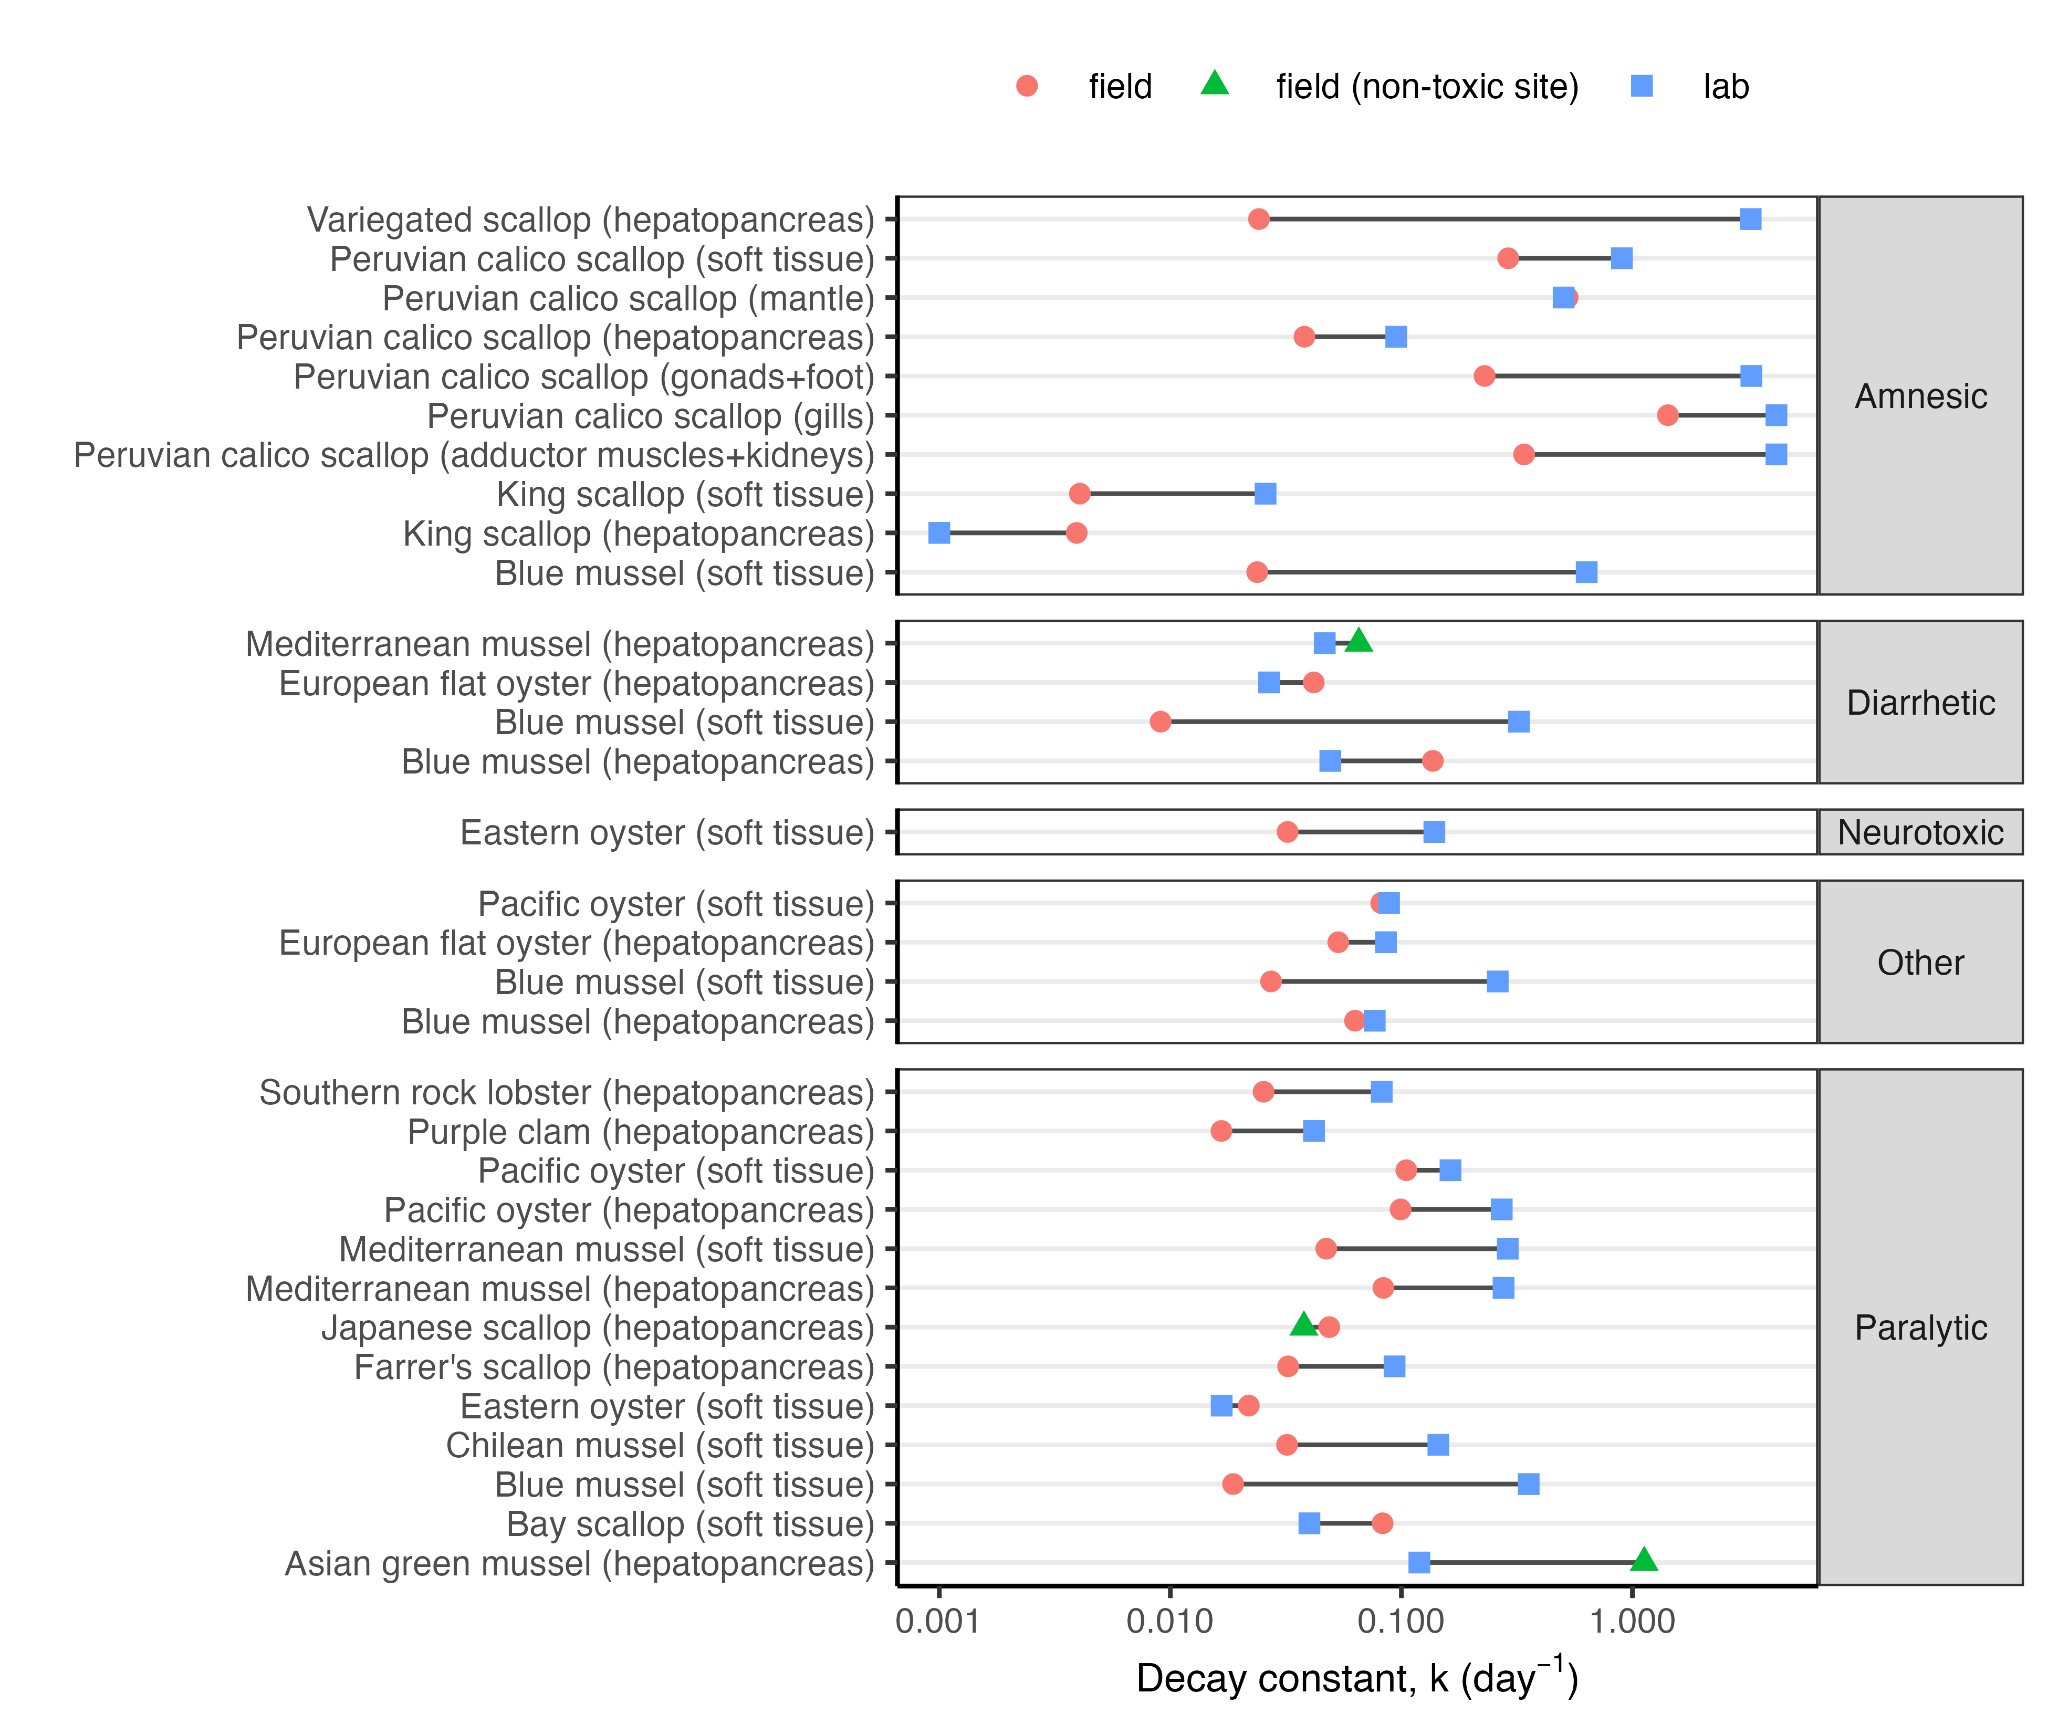 field field (non-toxic site) lab
Variegated scallop (hepatopancreas)
Peruvian calico scallop (soft tissue)
Peruvian calico scallop (mantle)
Peruvian calico scallop (hepatopancreas)
Peruvian calico scallop (gonads+foot)
Peruvian calico scallop (gills)
Peruvian calico scallop (adductor muscles+kidneys)
King scallop (soft tissue)
King scallop (hepatopancreas)
Blue mussel (soft tissue)
Amnesic
Mediterranean mussel (hepatopancreas)
European flat oyster (hepatopancreas)
Blue mussel (soft tissue)
Blue mussel (hepatopancreas)
Diarrhetic
Eastern oyster (soft tissue)
Neurotoxic
Pacific oyster (soft tissue)
European flat oyster (hepatopancreas)
Blue mussel (soft tissue)
Blue mussel (hepatopancreas)
Other
Southern rock lobster (hepatopancreas)
Purple clam (hepatopancreas)
Pacific oyster (soft tissue)
Pacific oyster (hepatopancreas)
Mediterranean mussel (soft tissue)
Mediterranean mussel (hepatopancreas)
Japanese scallop (hepatopancreas)
Farrer's scallop (hepatopancreas)
Eastern oyster (soft tissue)
Chilean mussel (soft tissue)
Blue mussel (soft tissue)
Bay scallop (soft tissue)
Asian green mussel (hepatopancreas)
Paralytic
0.001 0.010 0.100 1.000
Decay constant, k (day⁻¹)